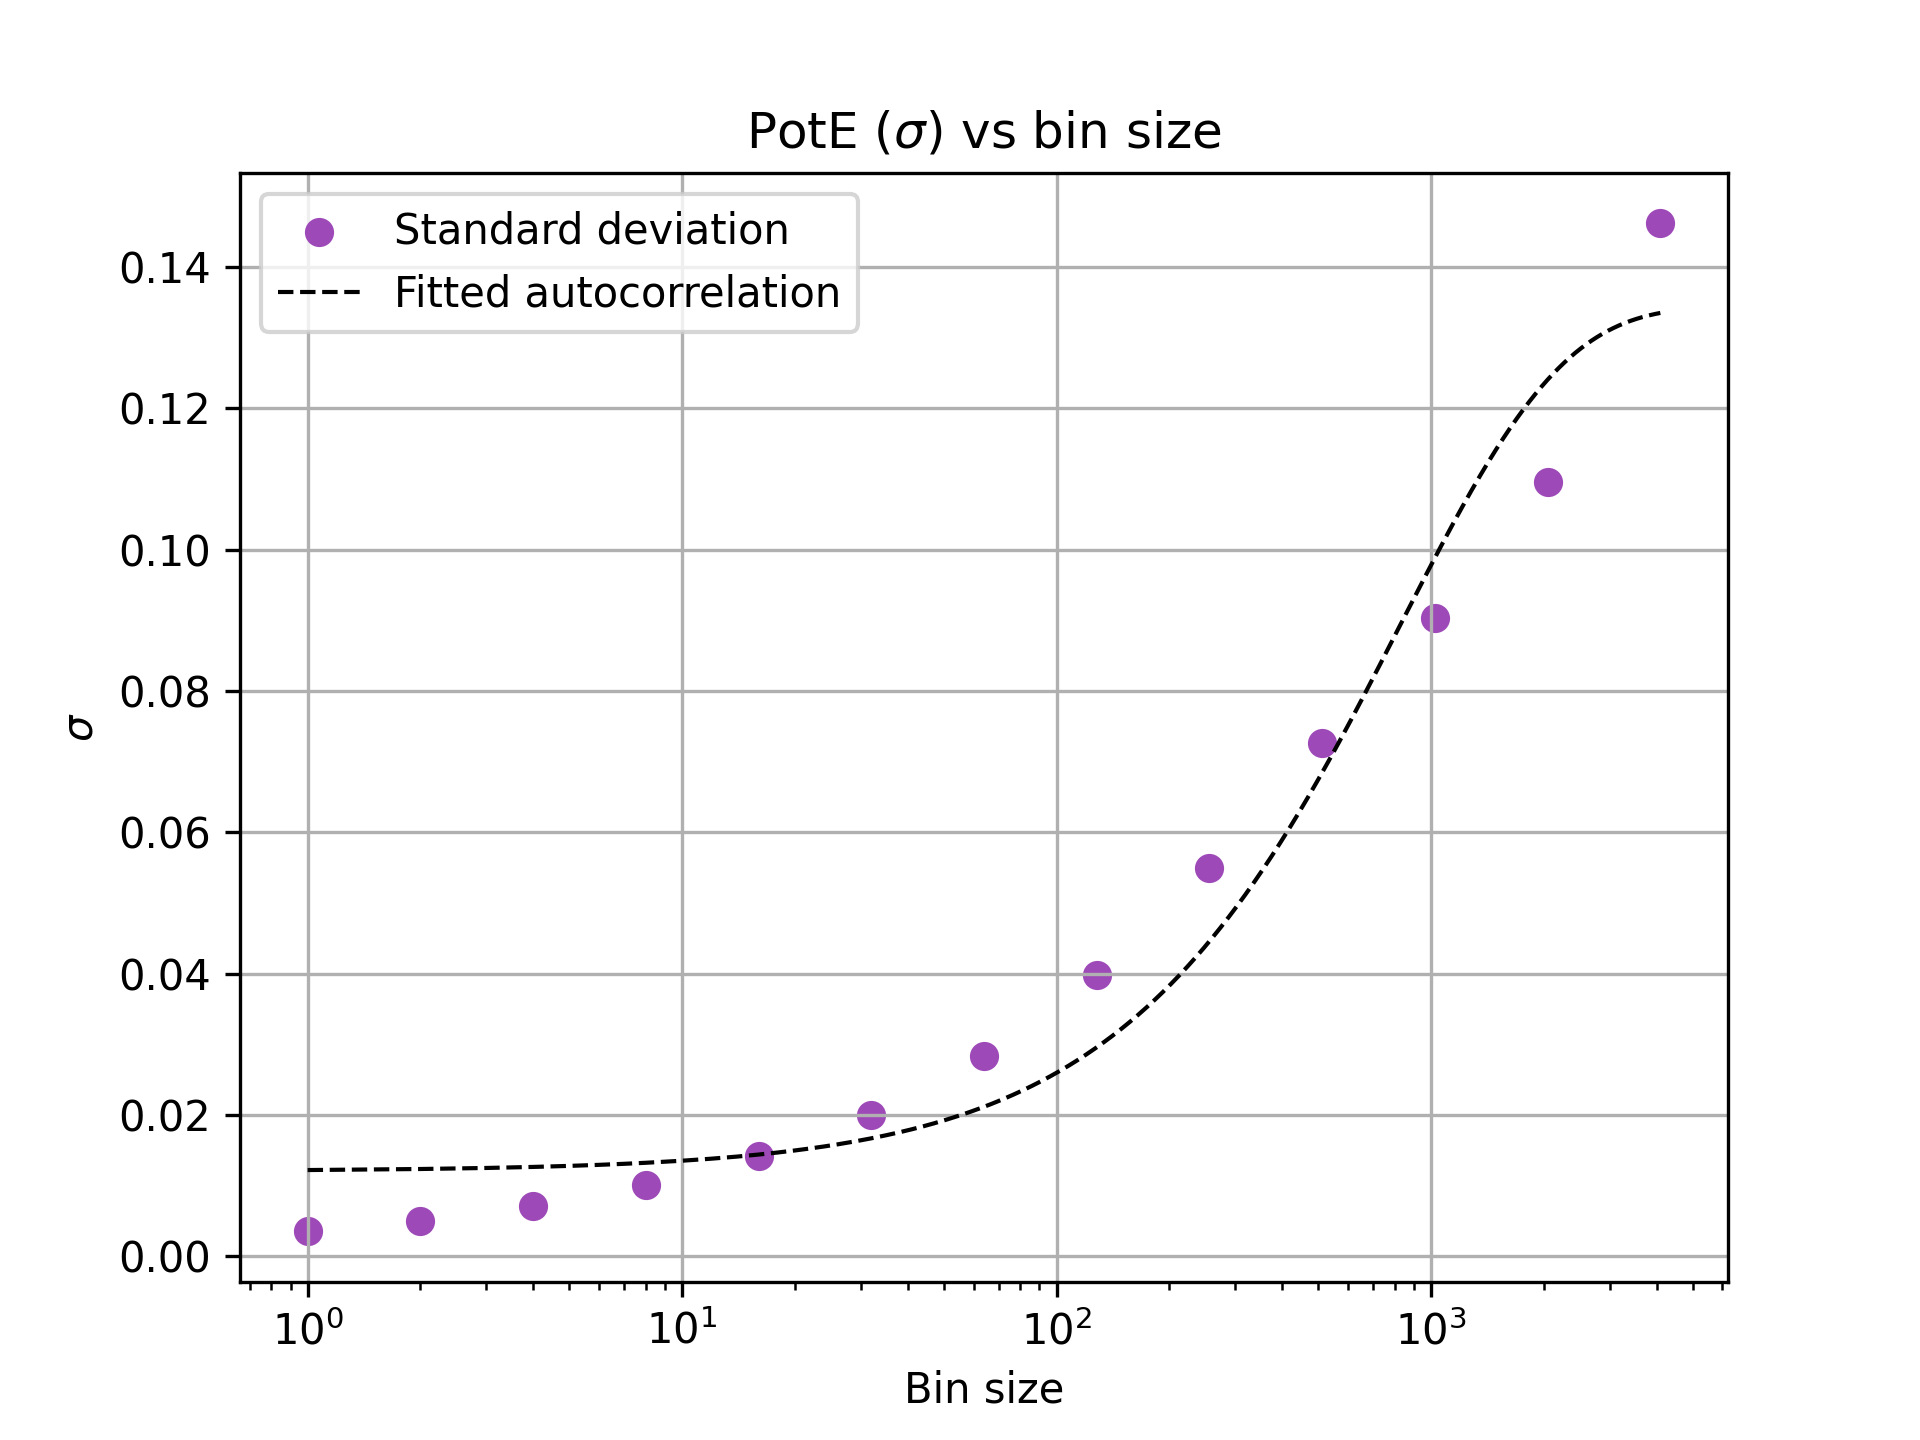 PotE (σ) vs bin size
Standard deviation
Fitted autocorrelation
0.14
0.12
0.10
0.08
0.06
0.04
0.02
0.00
σ
10⁰ 10¹ 10² 10³
Bin size